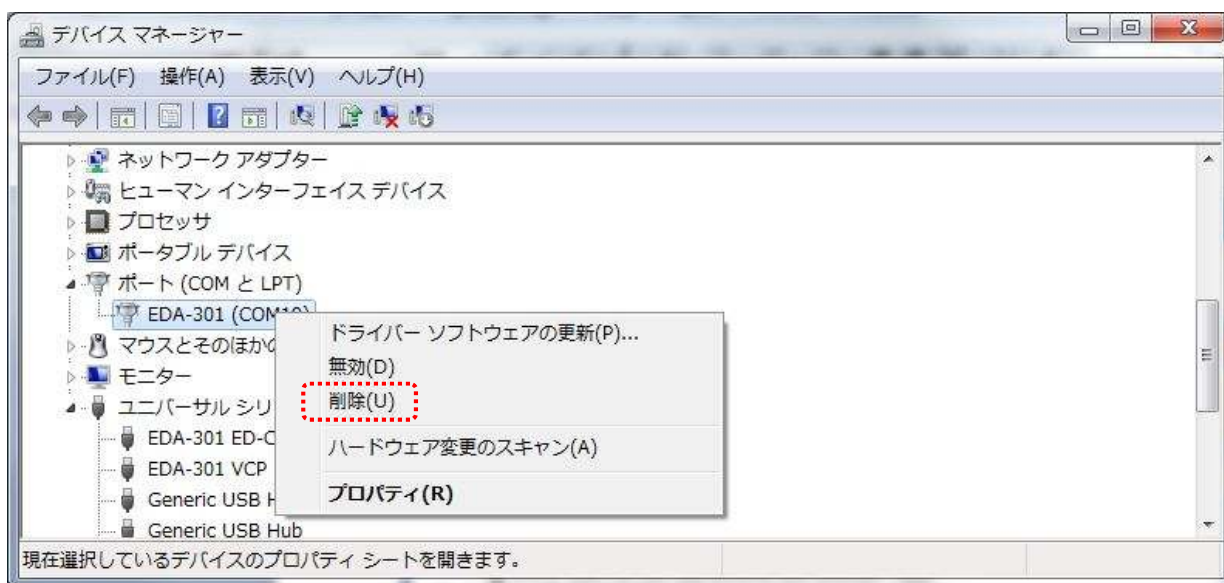 デバイス マネージャー
ファイル(F) 操作(A) 表示(V) ヘルプ(H)
ネットワーク アダプター
ヒューマン インターフェイス デバイス
プロセッサ
ポータブル デバイス
ポート (COM と LPT)
EDA-301
マウスとそのほかの
モニター
ユニバーサル シリ
EDA-301
EDA-301 VCP
Generic USB
Generic USB Hub
ドライバー ソフトウェアの更新(P)...
無効(D)
削除(U)
ハードウェア変更のスキャン(A)
プロパティ(R)
現在選択しているデバイスのプロパティ シートを開きます。